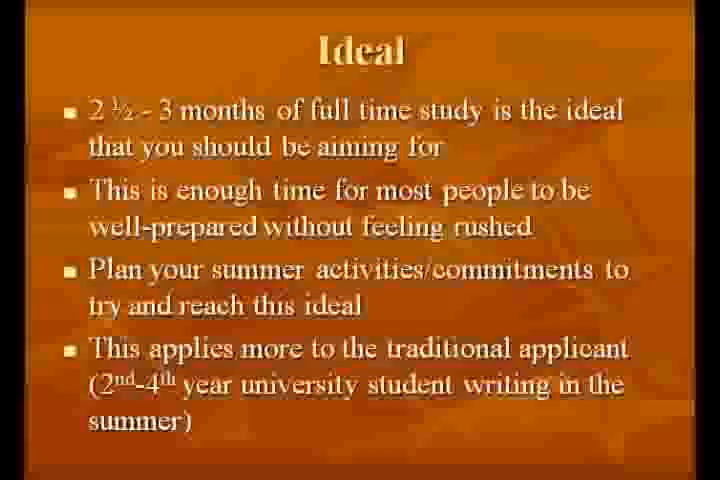 Ideal
2 ½ - 3 months of full time study is the ideal
that you should be aiming for
This is enough time for most people to be
well-prepared without feeling rushed
Plan your summer activities/commitments to
try and reach this ideal
This applies more to the traditional applicant
(2nd-4th year university student writing in the
summer)